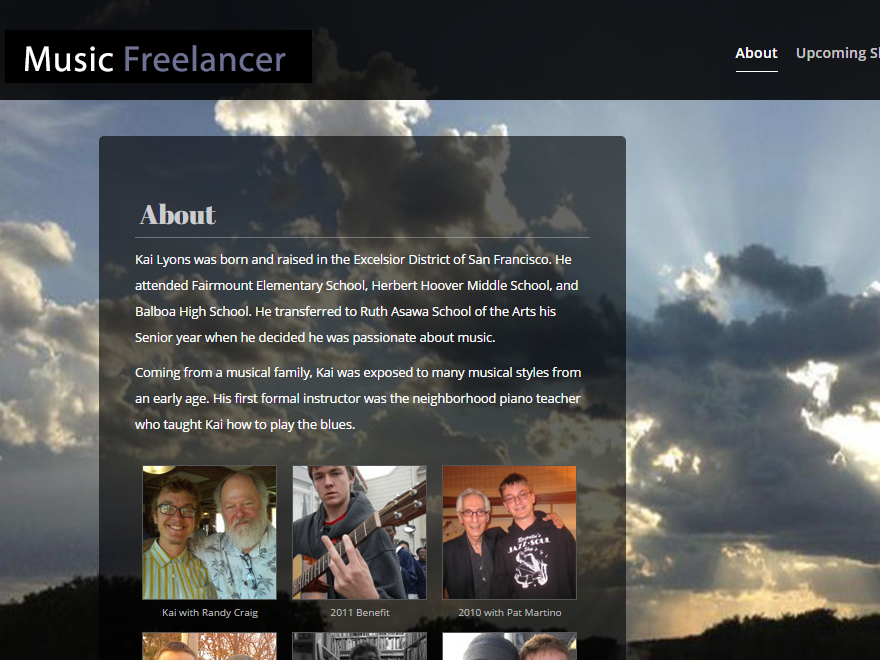 Music Freelancer
About
Upcoming
About
Kai Lyons was born and raised in the Excelsior District of San Francisco. He
attended Fairmount Elementary School, Herbert Hoover Middle School, and
Balboa High School. He transferred to Ruth Asawa School of the Arts his
Senior year when he decided he was passionate about music.
Coming from a musical family, Kai was exposed to many musical styles from
an early age. His first formal instructor was the neighborhood piano teacher
who taught Kai how to play the blues.
JAZZ-SOUL
Kai with Randy Craig
2011 Benefit
2010 with Pat Martino